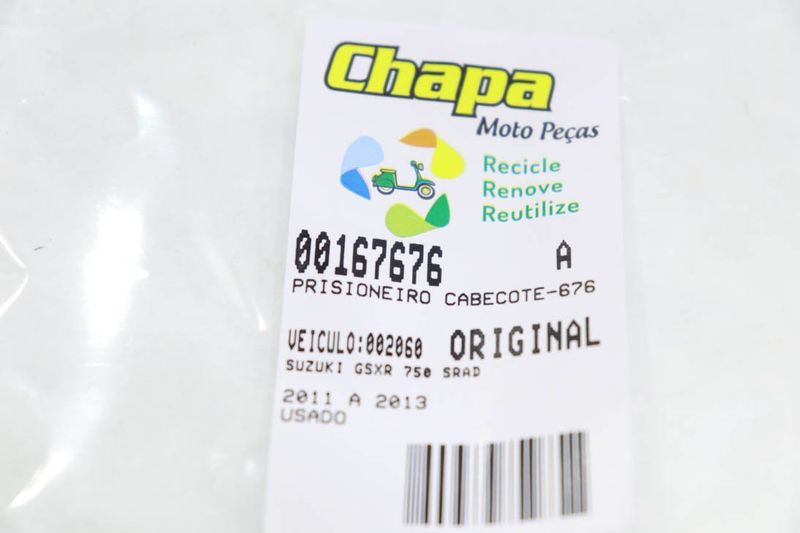 Chapa
Moto Peças
Recicle
Renove
Reutilize
00167676 A
PRISIONEIRO CABECOTE-676
VEICULO:002060 ORIGINAL
SUZUKI GSXR 750 SRAD
2011 A 2013
USADO